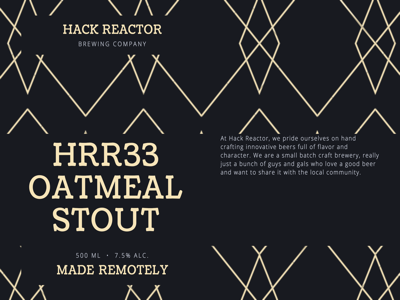 HACK REACTOR
BREWING COMPANY
HRR33
OATMEAL
STOUT
At Hack Reactor, we pride ourselves on hand
crafting innovative beers full of flavor and
character. We are a small batch craft brewery, really
just a bunch of guys and gals who love a good beer
and want to share it with the local community.
500 ML • 7.5% ALC.
MADE REMOTELY